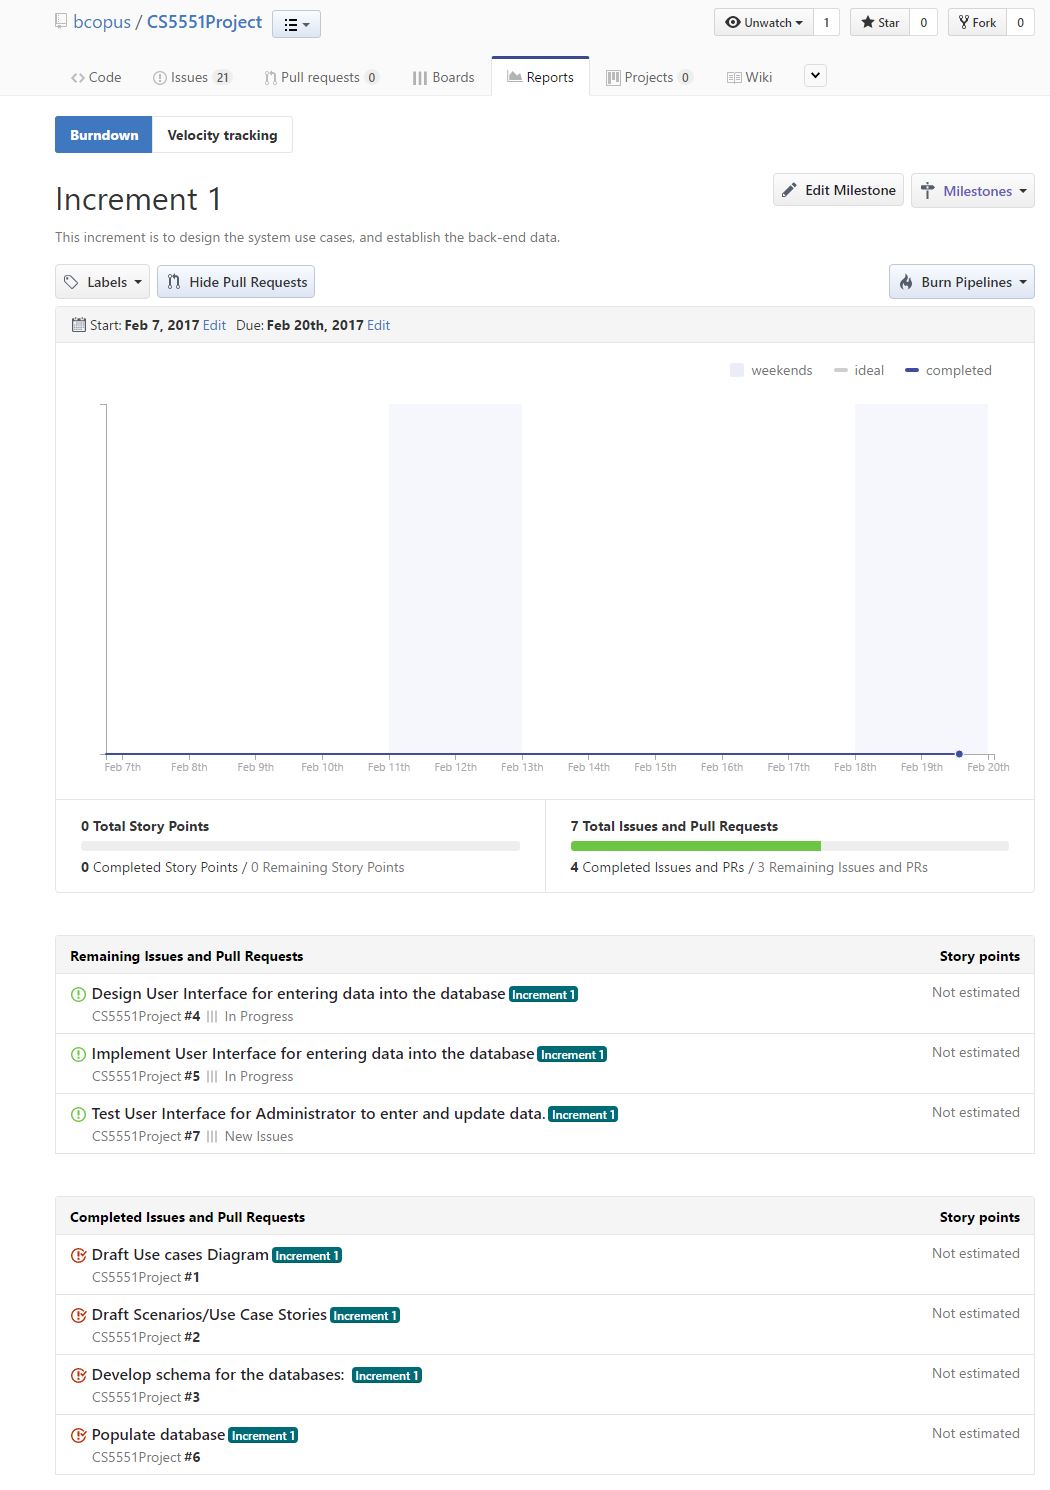 bcopus / CS5551Project
Unwatch 1 Star 0 Fork 0
Code Issues 21 Pull requests 0 Boards Reports Projects 0 Wiki
Burndown Velocity tracking
Increment 1
Edit Milestone Milestones
This increment is to design the system use cases, and establish the back-end data.
Labels Hide Pull Requests Burn Pipelines
Start: Feb 7, 2017 Edit Due: Feb 20th, 2017 Edit
weekends ideal completed
Feb 7th Feb 8th Feb 9th Feb 10th Feb 11th Feb 12th Feb 13th Feb 14th Feb 15th Feb 16th Feb 17th Feb 18th Feb 19th Feb 20th
0 Total Story Points
0 Completed Story Points / 0 Remaining Story Points
7 Total Issues and Pull Requests
4 Completed Issues and PRs / 3 Remaining Issues and PRs
Remaining Issues and Pull Requests Story points
Design User Interface for entering data into the database Increment 1 Not estimated
CS5551Project #4 In Progress
Implement User Interface for entering data into the database Increment 1 Not estimated
CS5551Project #5 In Progress
Test User Interface for Administrator to enter and update data. Increment 1 Not estimated
CS5551Project #7 New Issues
Completed Issues and Pull Requests Story points
Draft Use cases Diagram Increment 1 Not estimated
CS5551Project #1
Draft Scenarios/Use Case Stories Increment 1 Not estimated
CS5551Project #2
Develop schema for the databases: Increment 1 Not estimated
CS5551Project #3
Populate database Increment 1 Not estimated
CS5551Project #6